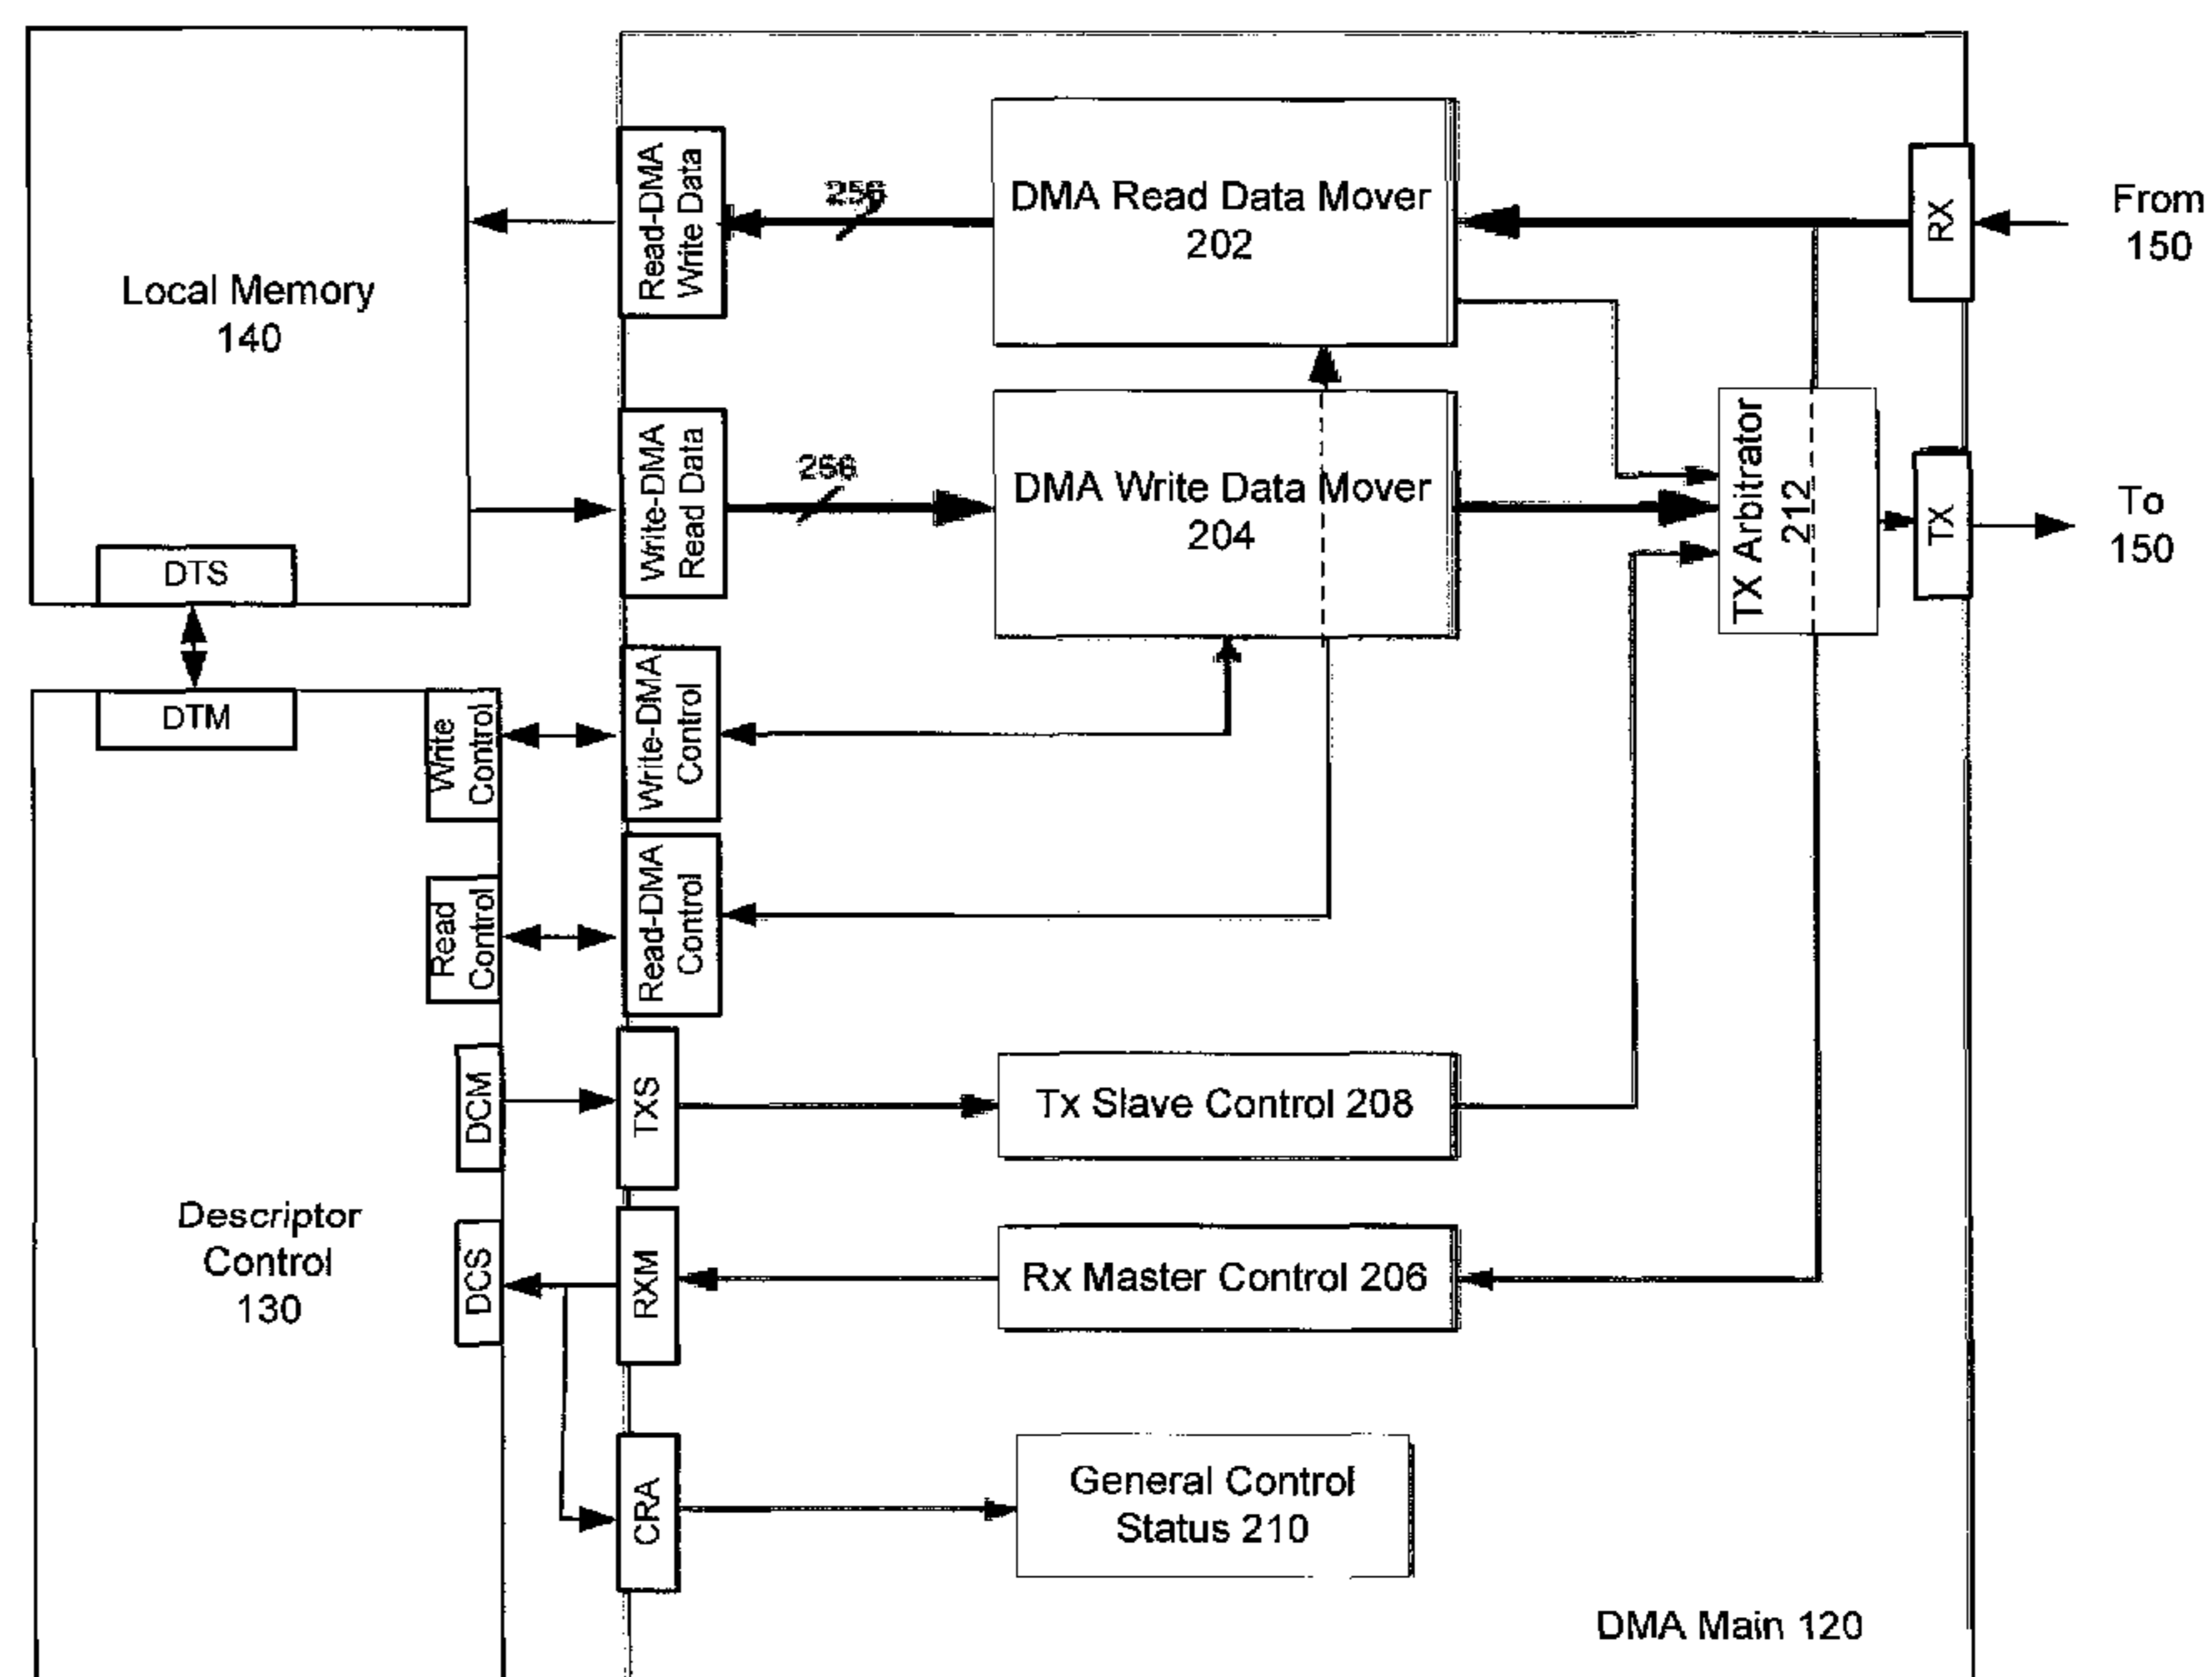 Local Memory
140
DTS
Read-DMA
Write Data
256
DMA Read Data Mover
202
RX
From
150
Write-DMA
Read Data
256
DMA Write Data Mover
204
TX Arbitrator
212
TX
To
150
DTM
Write
Control
Write-DMA
Control
Read
Control
Read-DMA
Control
DCM
TXS
Tx Slave Control 208
Descriptor
Control
130
DCS
RXM
Rx Master Control 206
CRA
General Control
Status 210
DMA Main 120